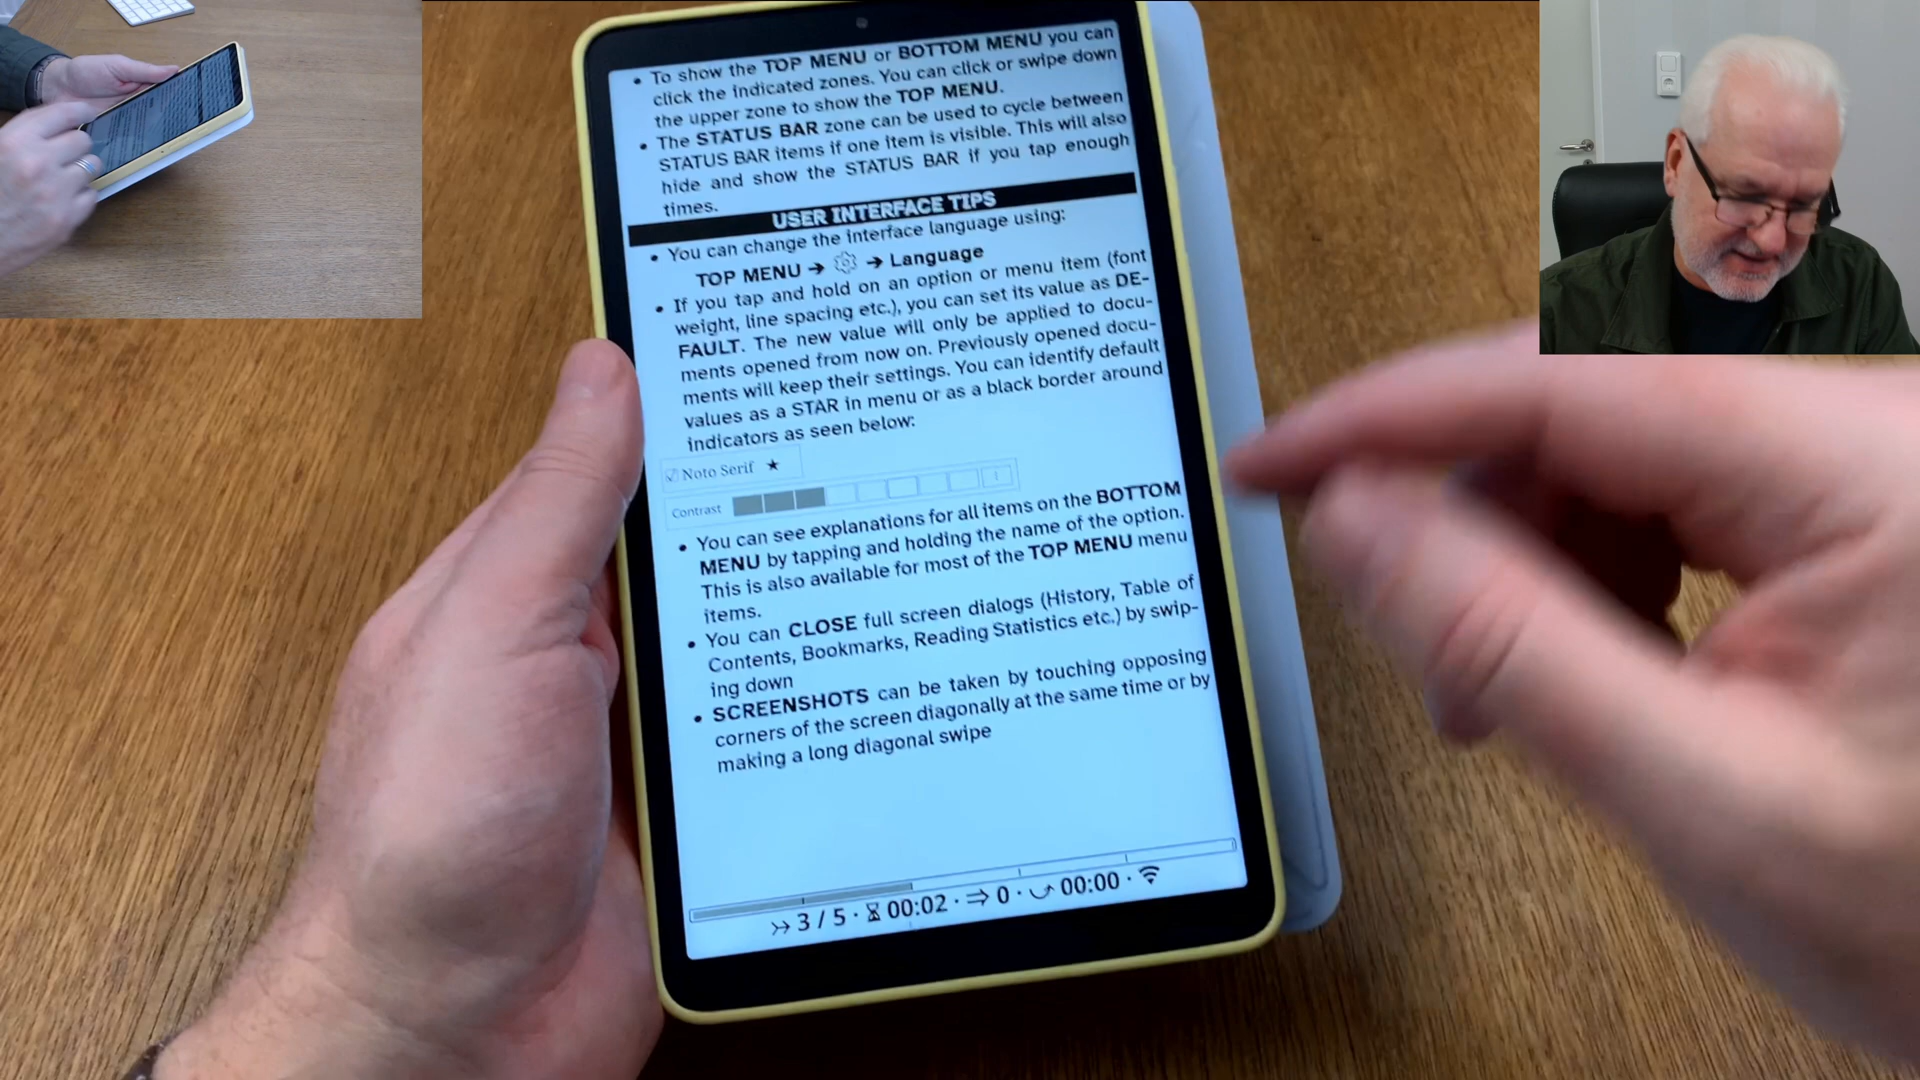 • To show the TOP MENU or BOTTOM MENU you can
click the indicated zones. You can click or swipe down
the upper zone to show the TOP MENU.
• The STATUS BAR zone can be used to cycle between
STATUS BAR items if one item is visible. This will also
hide and show the STATUS BAR if you tap enough
times.
USER INTERFACE TIPS
• You can change the interface language using:
TOP MENU → → Language
• If you tap and hold on an option or menu item (font
weight, line spacing etc.), you can set its value as DE-
FAULT. The new value will only be applied to docu-
ments opened from now on. Previously opened docu-
ments will keep their settings. You can identify default
values as a STAR in menu or as a black border around
indicators as seen below:
Noto Serif ★
Contrast
• You can see explanations for all items on the BOTTOM
MENU by tapping and holding the name of the option.
This is also available for most of the TOP MENU menu
items.
• You can CLOSE full screen dialogs (History, Table of
Contents, Bookmarks, Reading Statistics etc.) by swip-
ing down
• SCREENSHOTS can be taken by touching opposing
corners of the screen diagonally at the same time or by
making a long diagonal swipe
3 / 5 · 00:02 · ⇒ 0 · 00:00 ·